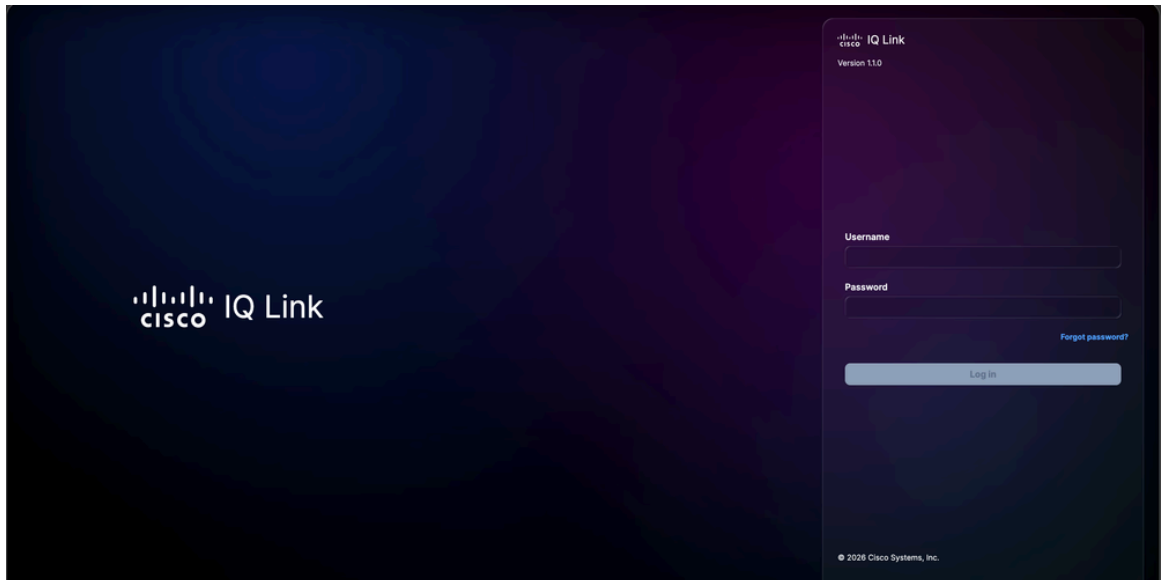 cisco IQ Link
cisco IQ Link
Version 1.1.0
Username
Password
Forgot password?
Log in
© 2026 Cisco Systems, Inc.